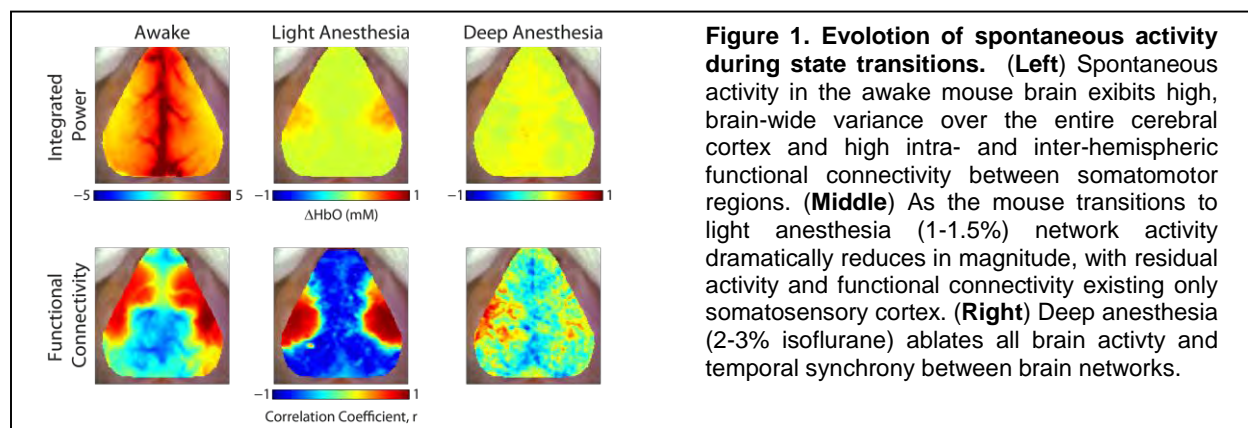 Awake
Light Anesthesia
Deep Anesthesia
Integrated
Power
−5
5
−1
1
−1
1
ΔHbO (mM)
Functional
Connectivity
−1
1
Correlation Coefficient, r
Figure 1. Evolotion of spontaneous activity
during state transitions. (Left) Spontaneous
activity in the awake mouse brain exibits high,
brain-wide variance over the entire cerebral
cortex and high intra- and inter-hemispheric
functional connectivity between somatomotor
regions. (Middle) As the mouse transitions to
light anesthesia (1-1.5%) network activity
dramatically reduces in magnitude, with residual
activity and functional connectivity existing only
somatosensory cortex. (Right) Deep anesthesia
(2-3% isoflurane) ablates all brain activty and
temporal synchrony between brain networks.